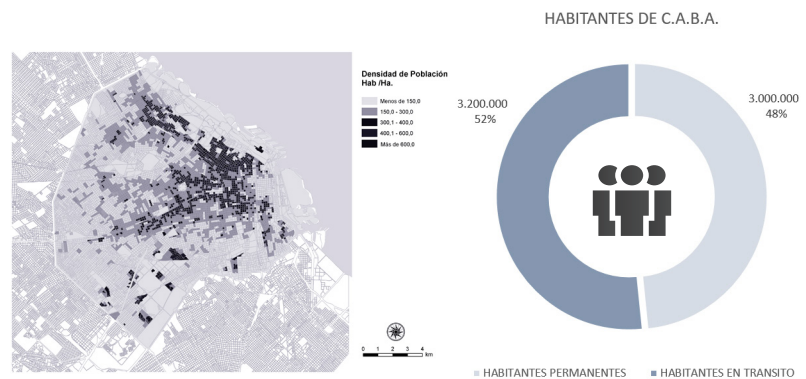 HABITANTES DE C.A.B.A.
Densidad de Población
Hab /Ha.
Menos de 150,0
150,0 - 300,0
300,1 - 400,0
400,1 - 600,0
Más de 600,0
0 1 2 3 4
km
3.200.000
52%
3.000.000
48%
HABITANTES PERMANENTES
HABITANTES EN TRANSITO